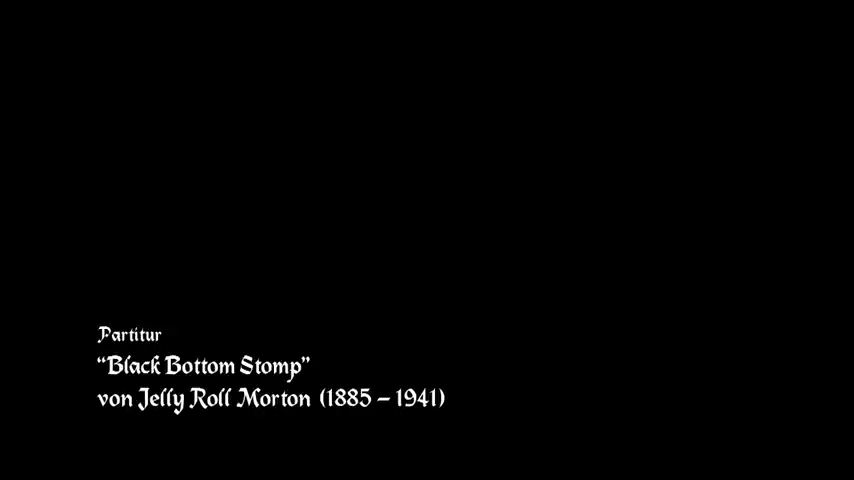 Partitur
“Black Bottom Stomp”
von Jelly Roll Morton (1885 – 1941)